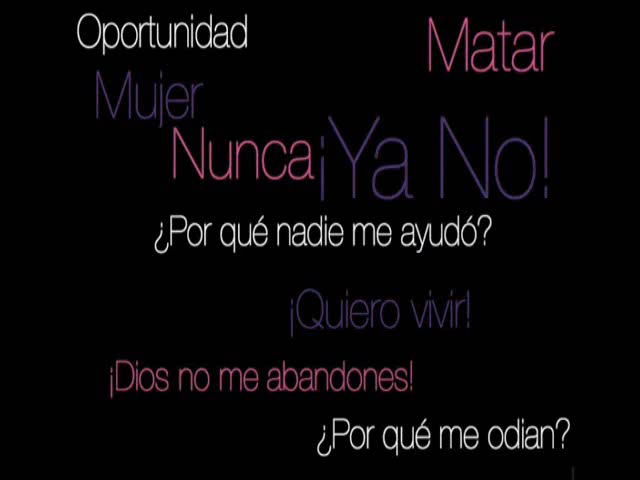 Oportunidad
Matar
Mujer
Nunca
¡Ya No!
¿Por qué nadie me ayudó?
¡Quiero vivir!
¡Dios no me abandones!
¿Por qué me odian?